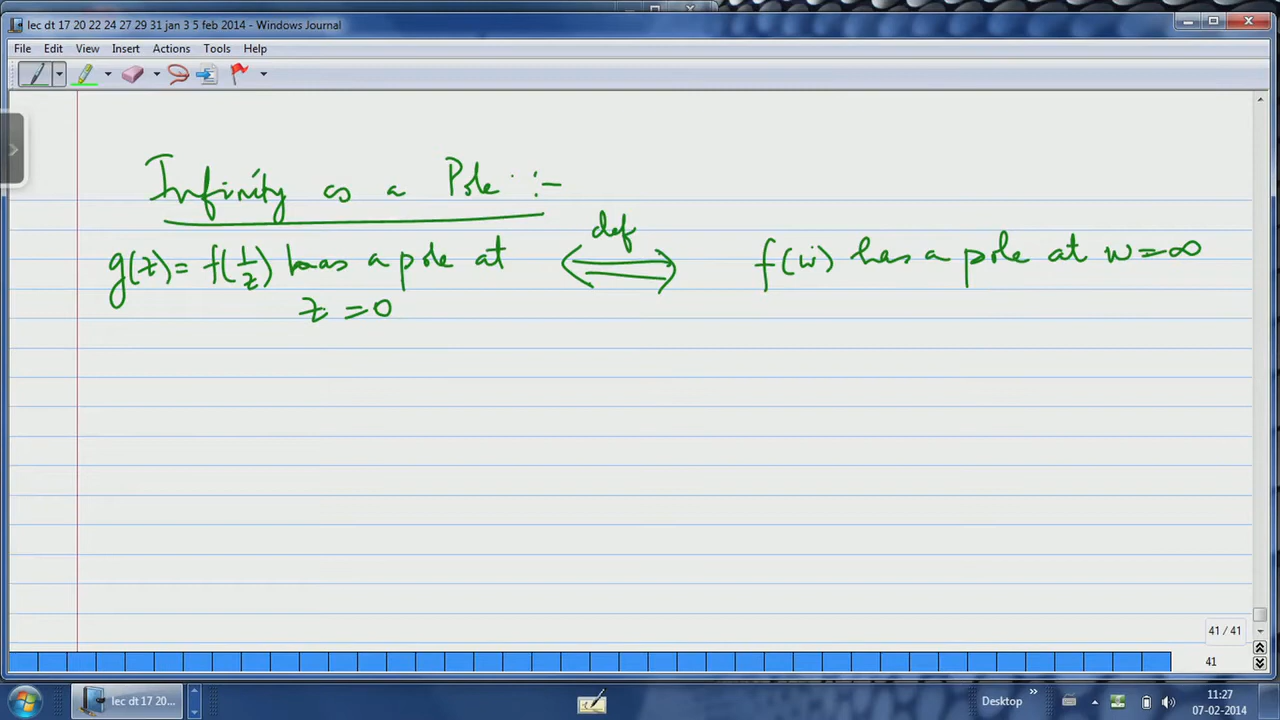 lec dt 17 20 22 24 27 29 31 jan 3 5 feb 2014 - Windows Journal
File Edit View Insert Actions Tools Help
Infinity as a Pole :-
def
g(z) = f(1/z) has a pole at ⟺ f(w) has a pole at w=∞
z = 0
41 / 41
41
lec dt 17 20... Desktop 11:27
07-02-2014